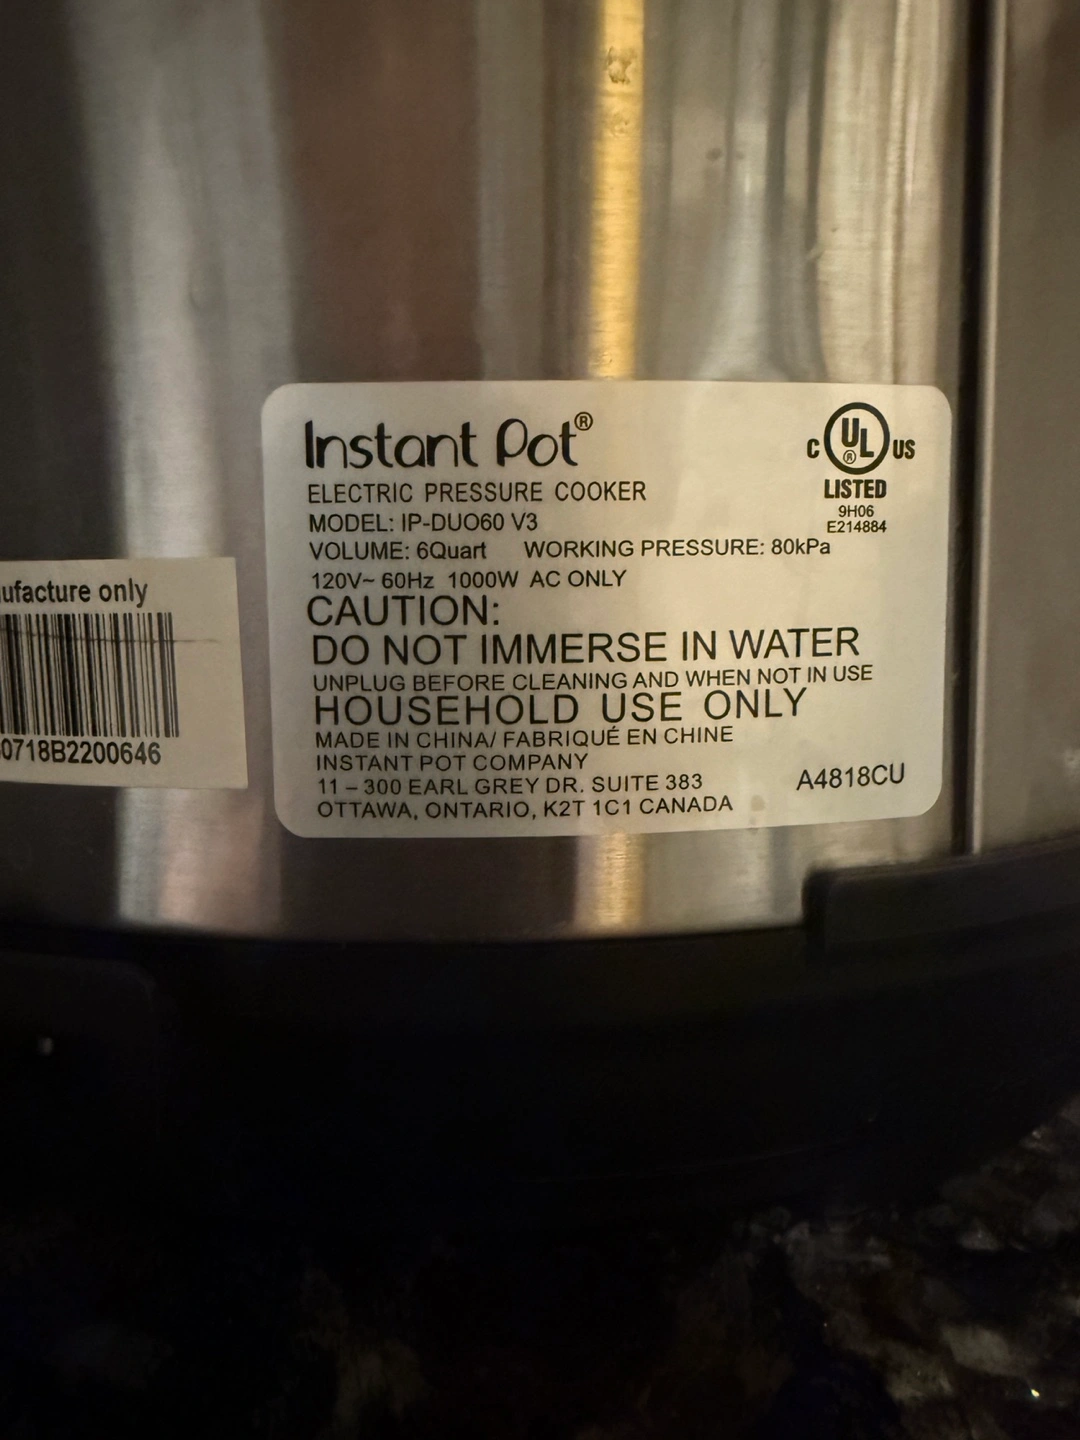 Instant Pot®
ELECTRIC PRESSURE COOKER
MODEL: IP-DUO60 V3
VOLUME: 6Quart WORKING PRESSURE: 80kPa
120V~ 60Hz 1000W AC ONLY
CAUTION:
DO NOT IMMERSE IN WATER
UNPLUG BEFORE CLEANING AND WHEN NOT IN USE
HOUSEHOLD USE ONLY
MADE IN CHINA/ FABRIQUÉ EN CHINE
INSTANT POT COMPANY
11 – 300 EARL GREY DR. SUITE 383
OTTAWA, ONTARIO, K2T 1C1 CANADA
A4818CU
C UL® US
LISTED
9H06
E214884
ufacture only
0718B2200646